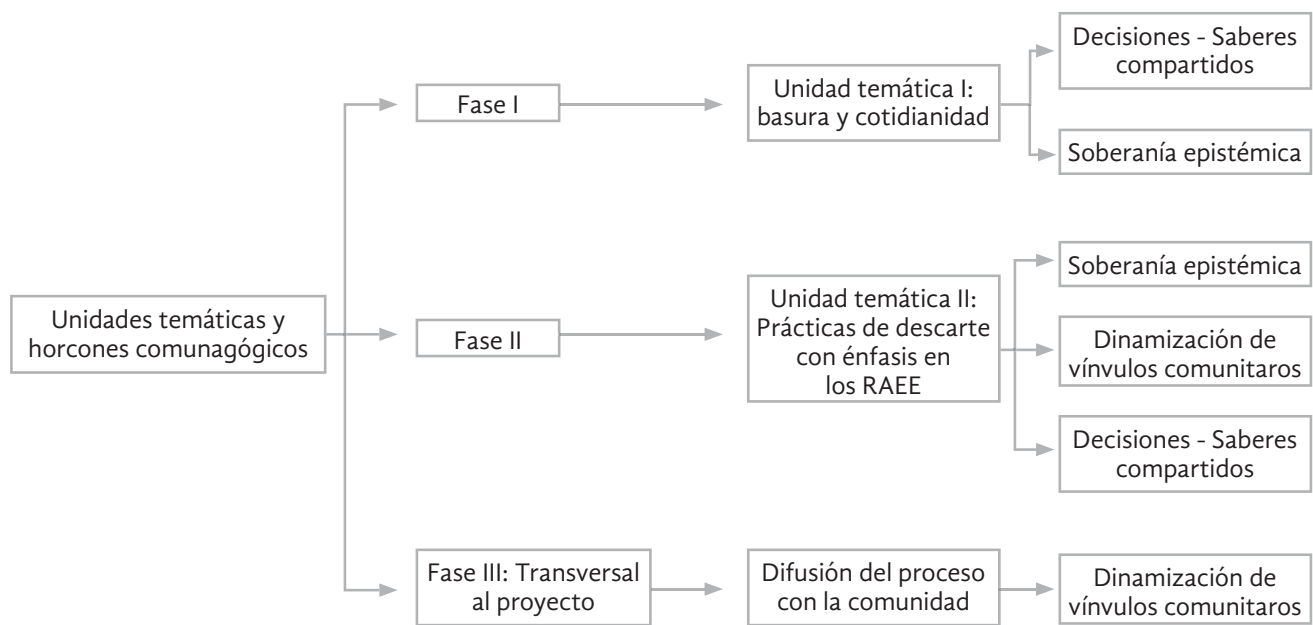 Unidades temáticas y
horcones comunagógicos
Fase I
Unidad temática I:
basura y cotidianidad
Decisiones - Saberes
compartidos
Soberanía epistémica
Fase II
Unidad temática II:
Prácticas de descarte
con énfasis en
los RAEE
Soberanía epistémica
Dinamización de
vínvulos comunitaros
Decisiones - Saberes
compartidos
Fase III: Transversal
al proyecto
Difusión del proceso
con la comunidad
Dinamización de
vínvulos comunitaros